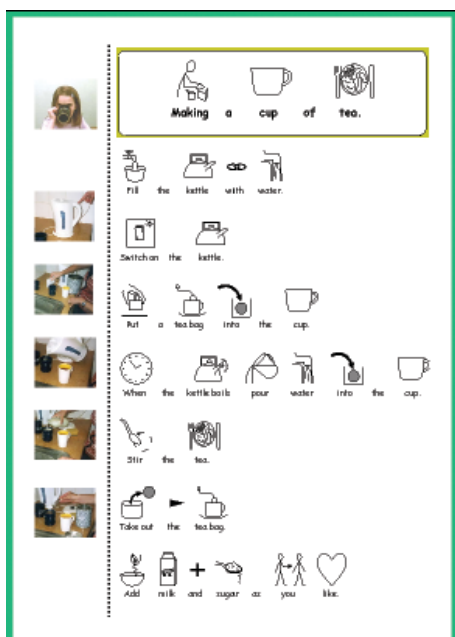 Making a cup of tea.
Fill the kettle with water.
Switch on the kettle.
Put a tea bag into the cup.
When the kettle boils pour water into the cup.
Stir the tea.
Take out the tea bag.
Add milk and sugar as you like.